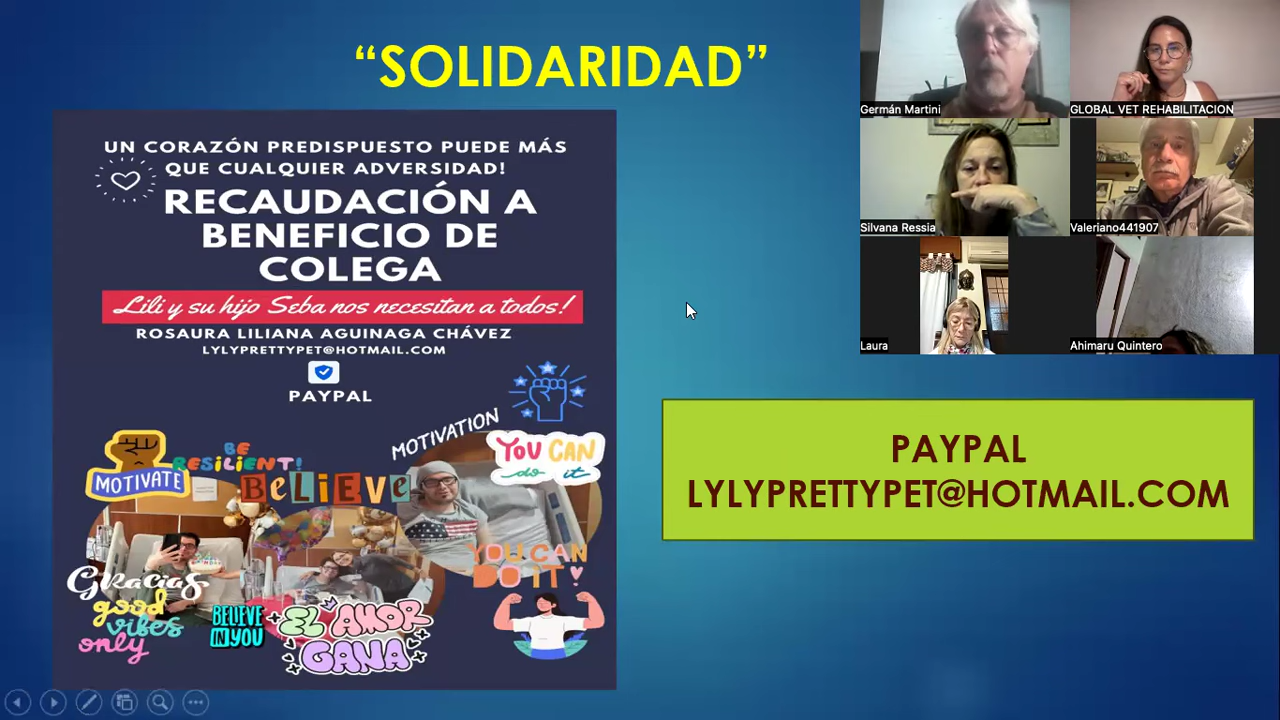 “SOLIDARIDAD”
UN CORAZÓN PREDISPUESTO PUEDE MÁS
QUE CUALQUIER ADVERSIDAD!
RECAUDACIÓN A
BENEFICIO DE
COLEGA
Lili y su hijo Seba nos necesitan a todos!
ROSAURA LILIANA AGUINAGA CHÁVEZ
LYLYPRETTYPET@HOTMAIL.COM
PAYPAL
MOTIVATION
YOU CAN
do it
BE
RESILIENT!
MOTIVATE
BELIEVE
YOU CAN
DO IT!
Gracias
good
vibes
only
BELIEVE
IN YOU
EL AMOR
GANA
PAYPAL
LYLYPRETTYPET@HOTMAIL.COM
Germán Martini
GLOBAL VET REHABILITACION
Silvana Ressia
Valeriano441907
Laura
Ahimaru Quintero